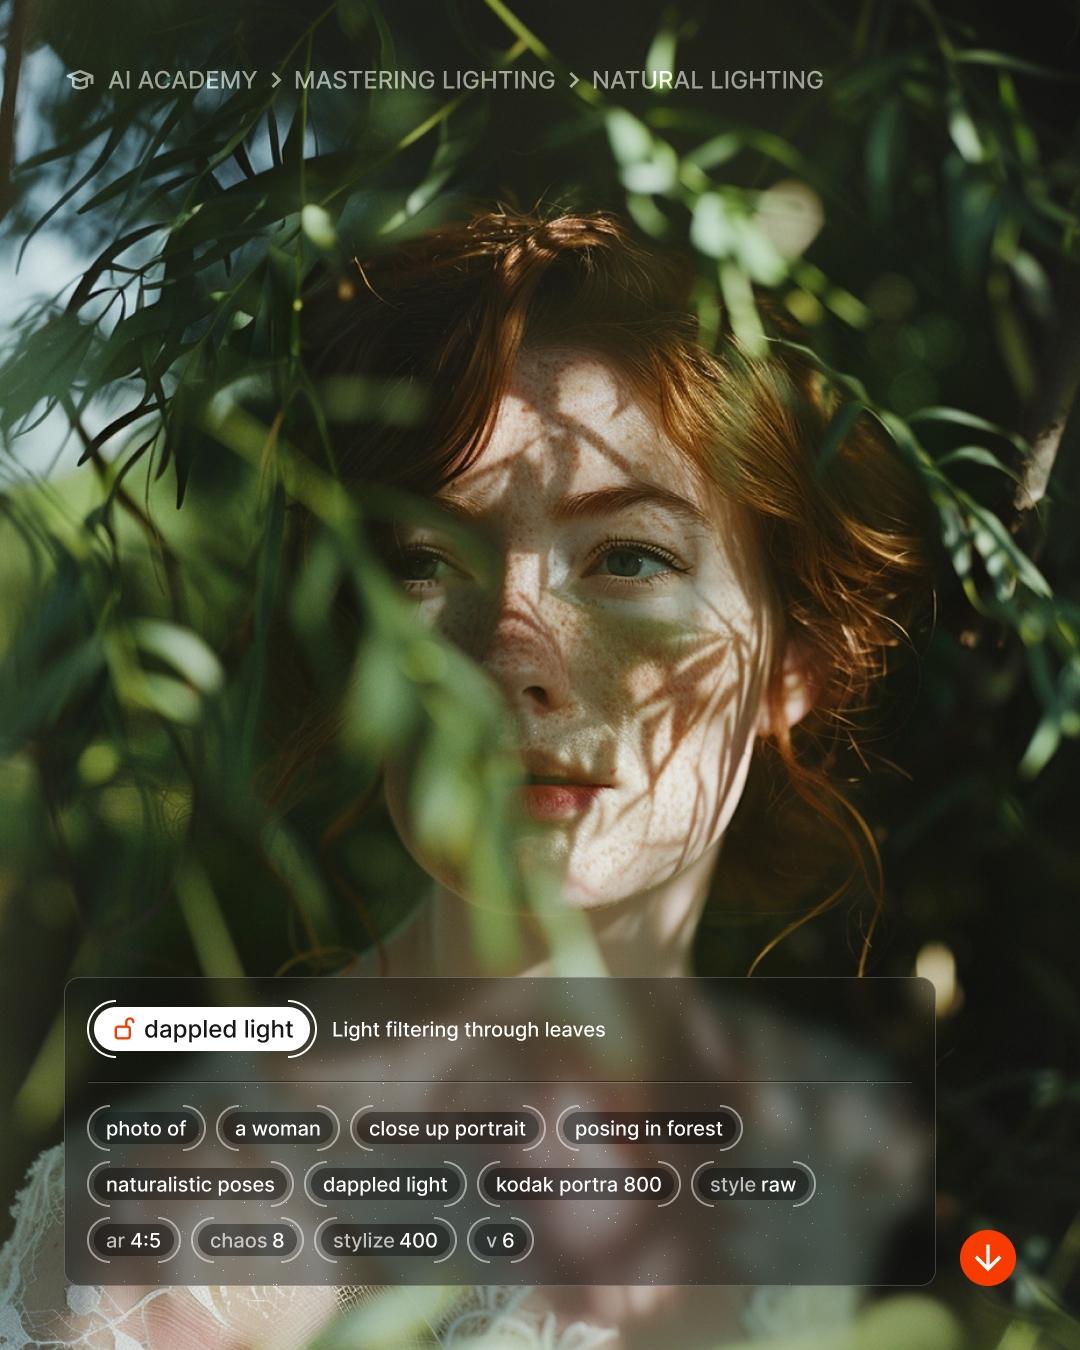 AI ACADEMY > MASTERING LIGHTING > NATURAL LIGHTING
dappled light Light filtering through leaves
photo of a woman close up portrait posing in forest
naturalistic poses dappled light kodak portra 800 style raw
ar 4:5 chaos 8 stylize 400 v 6